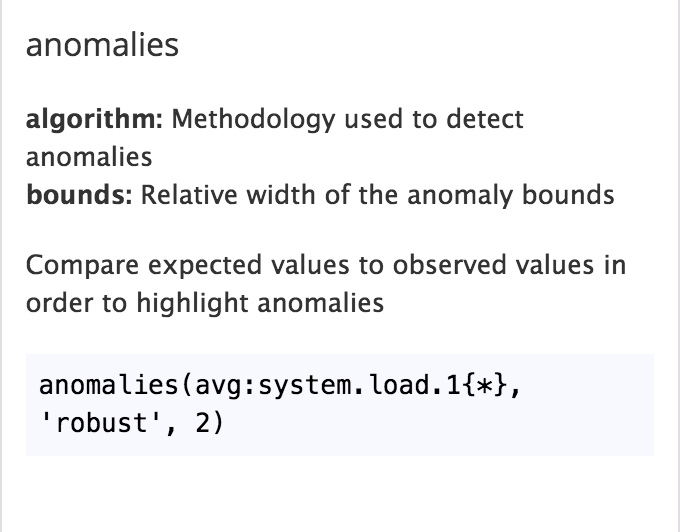 anomalies
algorithm: Methodology used to detect
anomalies
bounds: Relative width of the anomaly bounds
Compare expected values to observed values in
order to highlight anomalies
anomalies(avg:system.load.1{*},
'robust', 2)